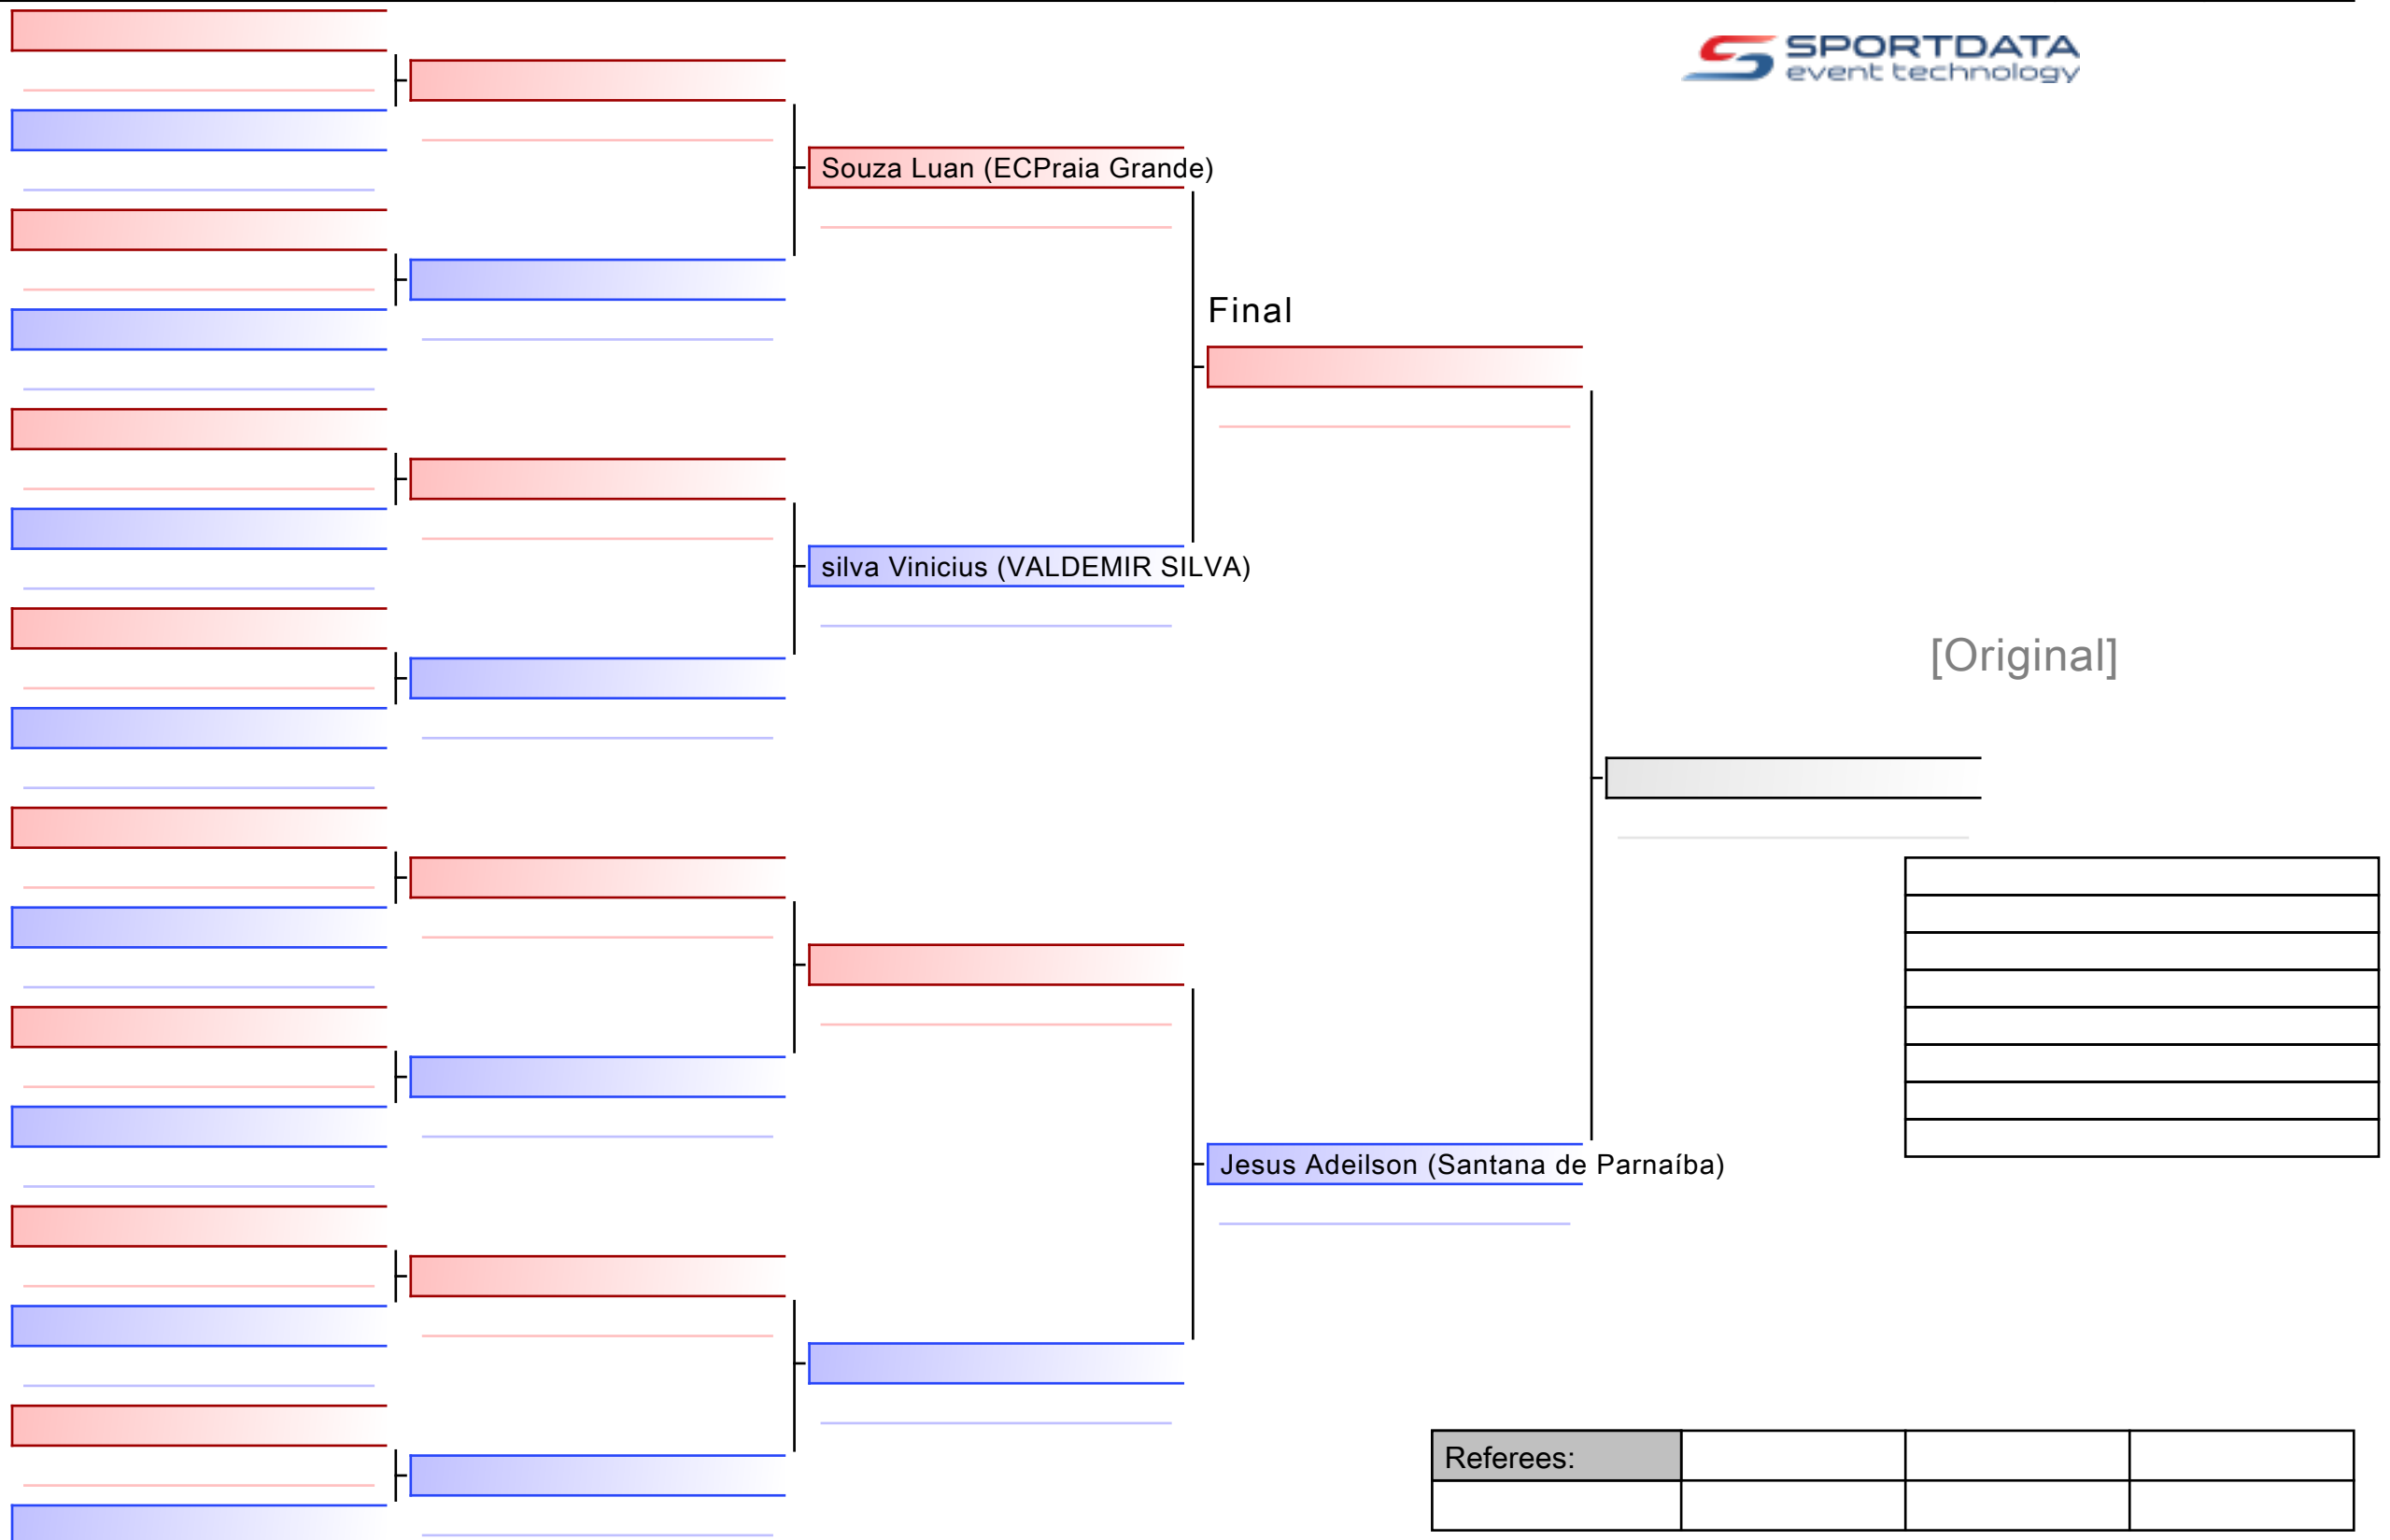 SPORTDATA
event technology
Souza Luan (ECPraia Grande)
Final
silva Vinicius (VALDEMIR SILVA)
[Original]
Jesus Adeilson (Santana de Parnaíba)
Referees: